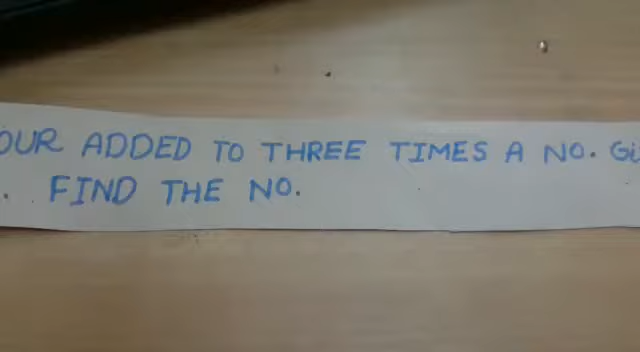 OUR ADDED TO THREE TIMES A NO. Gi
. FIND THE NO.